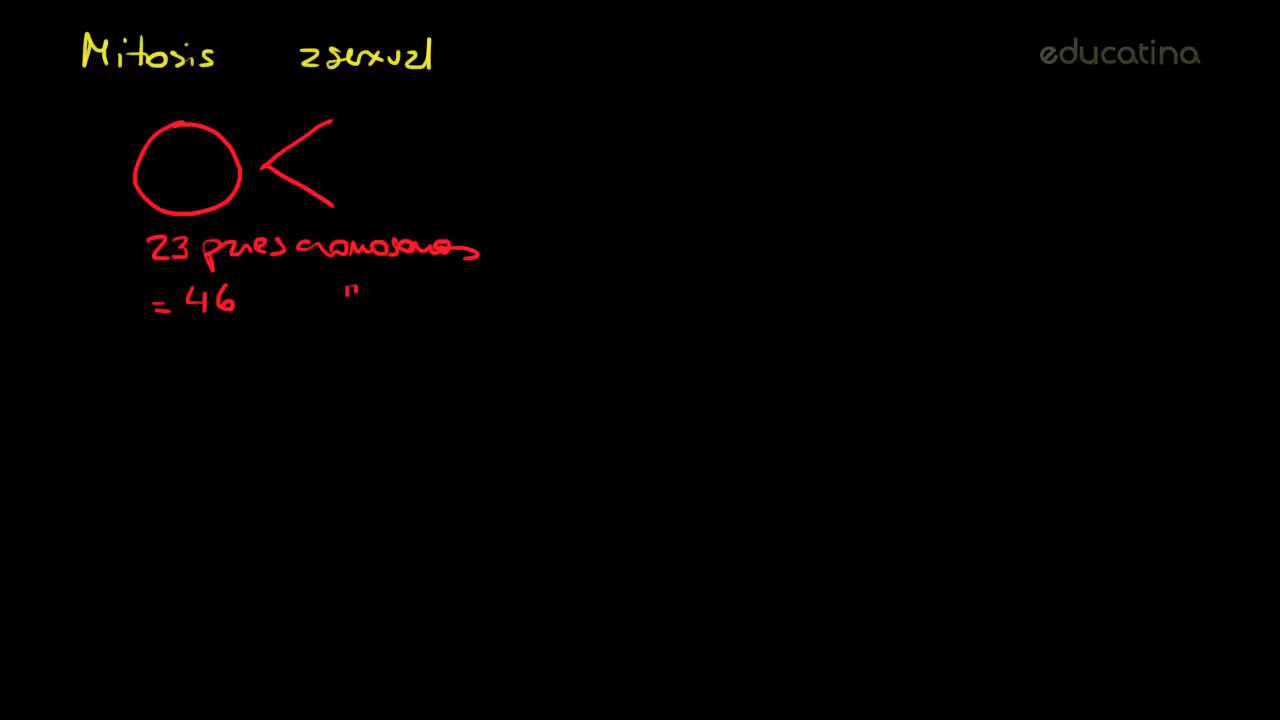 Mitosis asexual
educatina
23 pares cromosomas
= 46 "